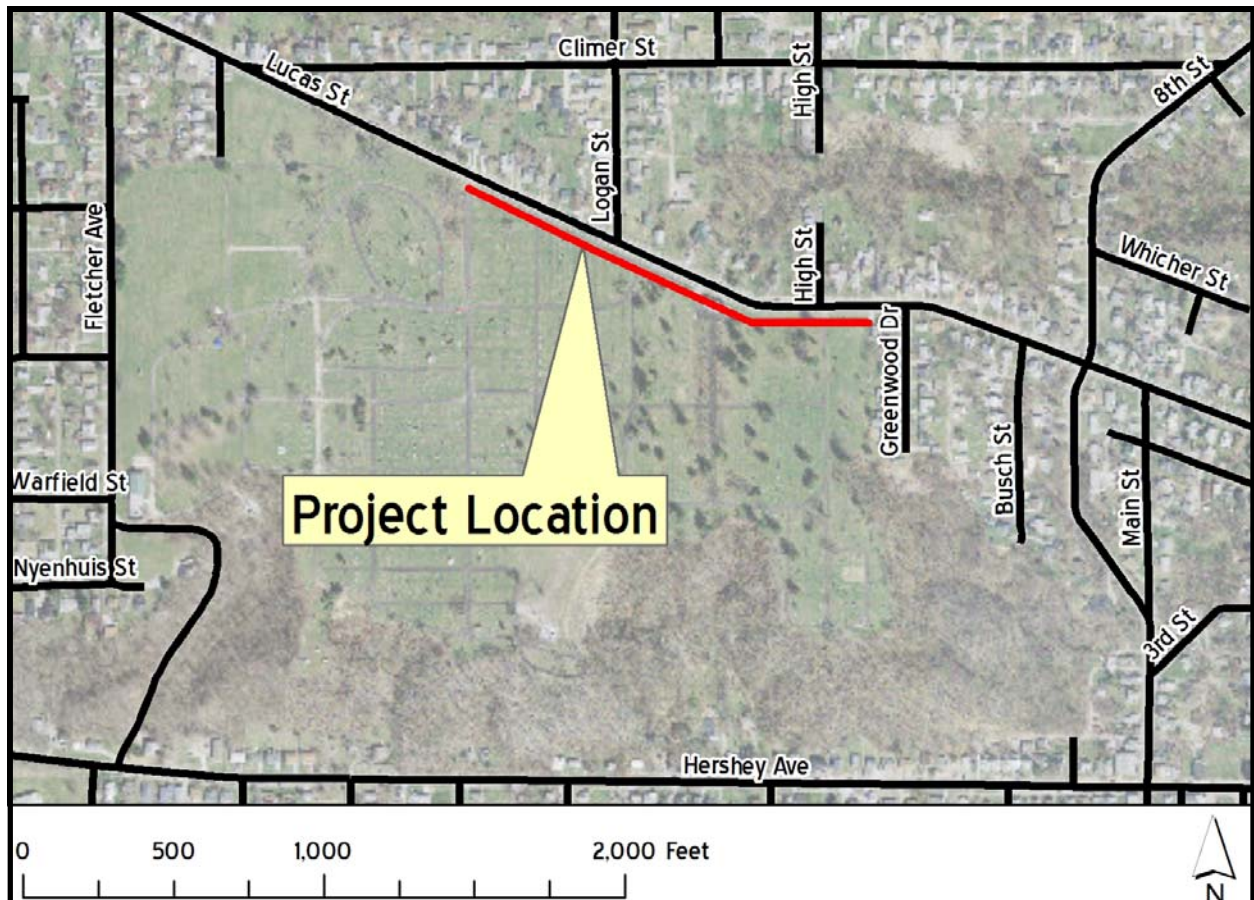 Climer St
Lucas St
High St
8th St
Logan St
Fletcher Ave
High St
Whicher St
Greenwood Dr
Warfield St
Project Location
Busch St
Main St
Nyenhuis St
3rd St
Hershey Ave
0 500 1,000 2,000 Feet
N